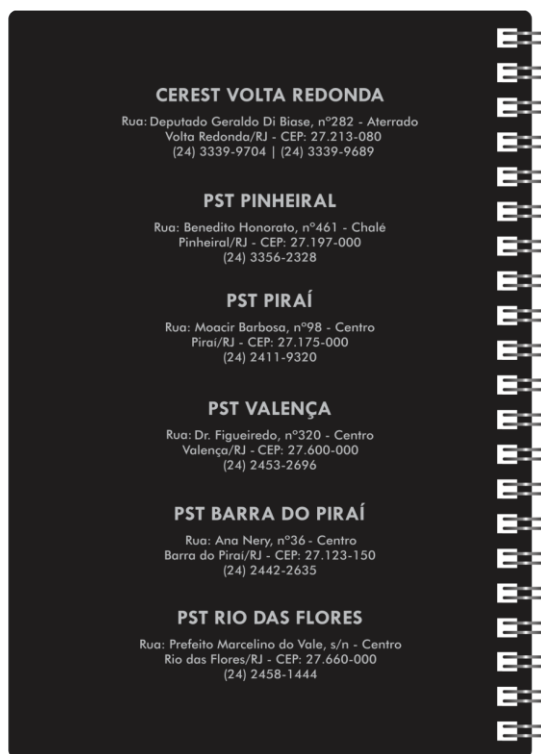 CEREST VOLTA REDONDA
Rua: Deputado Geraldo Di Biase, nº282 - Aterrado
Volta Redonda/RJ - CEP: 27.213-080
(24) 3339-9704 | (24) 3339-9689
PST PINHEIRAL
Rua: Benedito Honorato, nº461 - Chalé
Pinheiral/RJ - CEP: 27.197-000
(24) 3356-2328
PST PIRAÍ
Rua: Moacir Barbosa, nº98 - Centro
Piraí/RJ - CEP: 27.175-000
(24) 2411-9320
PST VALENÇA
Rua: Dr. Figueiredo, nº320 - Centro
Valença/RJ - CEP: 27.600-000
(24) 2453-2696
PST BARRA DO PIRAÍ
Rua: Ana Nery, nº36 - Centro
Barra do Piraí/RJ - CEP: 27.123-150
(24) 2442-2635
PST RIO DAS FLORES
Rua: Prefeito Marcelino do Vale, s/n - Centro
Rio das Flores/RJ - CEP: 27.660-000
(24) 2458-1444